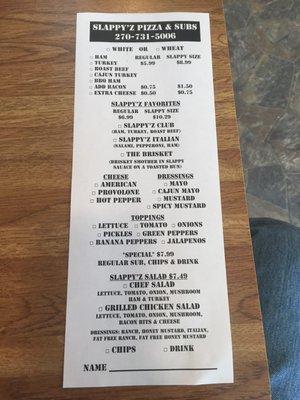 SLAPPY'Z PIZZA & SUBS
270-731-5006
□ WHITE OR □ WHEAT
□ HAM REGULAR SLAPPY SIZE
□ TURKEY $5.99 $8.99
□ ROAST BEEF
□ CAJUN TURKEY
□ BBQ HAM
□ ADD BACON $0.75 $1.50
□ EXTRA CHEESE $0.50 $0.75
SLAPPY'Z FAVORITES
REGULAR SLAPPY SIZE
$6.99 $10.29
□ SLAPPY'Z CLUB
(HAM, TURKEY, ROAST BEEF)
□ SLAPPY'Z ITALIAN
(SALAMI, PEPPERONI, HAM)
□ THE BRISKET
(BRISKET SMOTHER IN SLAPPY
SAUACE ON A TOASTED BUN)
CHEESE DRESSINGS
□ AMERICAN □ MAYO
□ PROVOLONE □ CAJUN MAYO
□ HOT PEPPER □ MUSTARD
□ SPICY MUSTARD
TOPPINGS
□ LETTUCE □ TOMATO □ ONIONS
□ PICKLES □ GREEN PEPPERS
□ BANANA PEPPERS □ JALAPENOS
*SPECIAL* $7.99
REGULAR SUB, CHIPS & DRINK
SLAPPY'Z SALAD $7.49
□ CHEF SALAD
LETTUCE, TOMATO, ONION, MUSHROOM
HAM & TURKEY
□ GRILLED CHICKEN SALAD
LETTUCE, TOMATO, ONION, MUSHROOM,
BACON BITS & CHEESE
DRESSINGS: RANCH, HONEY MUSTARD, ITALIAN,
FAT FREE RANCH, FAT FREE HONEY MUSTARD
□ CHIPS □ DRINK
NAME